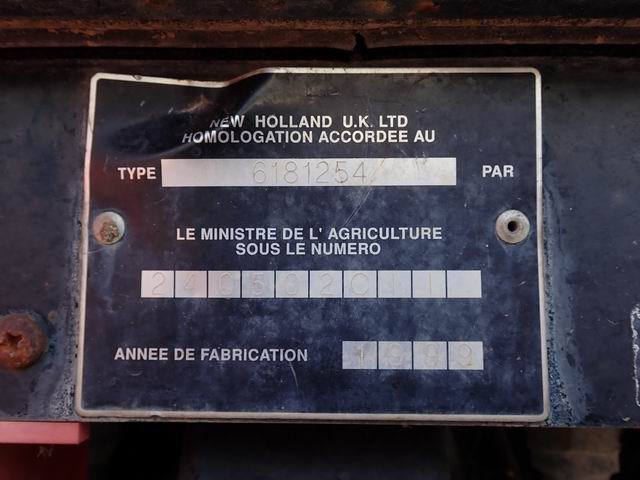 NEW HOLLAND U.K. LTD
HOMOLOGATION ACCORDEE AU
TYPE 6181254/ PAR
LE MINISTRE DE L' AGRICULTURE
SOUS LE NUMERO
240502C11
ANNEE DE FABRICATION 1999